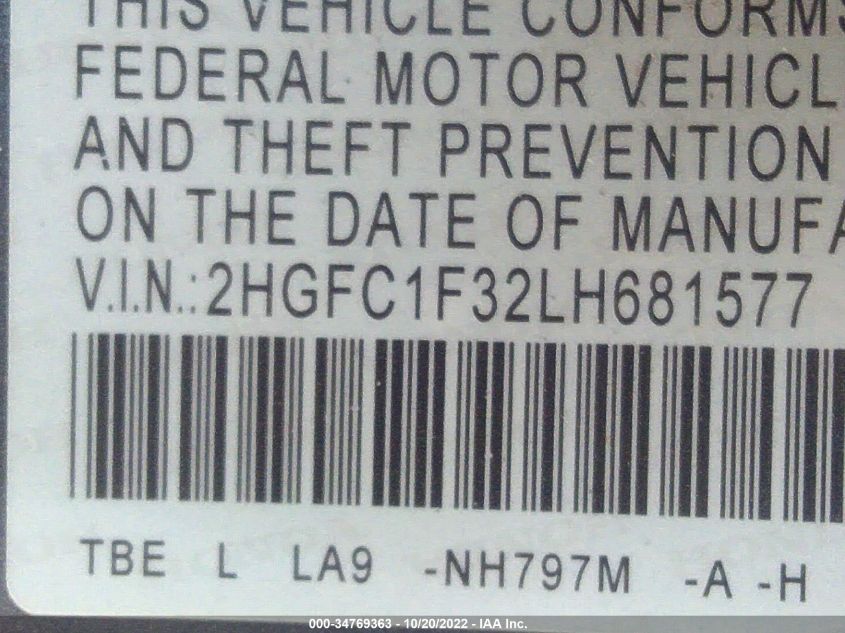 THIS VEHICLE CONFORMS
FEDERAL MOTOR VEHICL
AND THEFT PREVENTION
ON THE DATE OF MANUFA
V.I.N.:2HGFC1F32LH681577
TBE L LA9 -NH797M -A -H
000-34769363 - 10/20/2022 - IAA Inc.